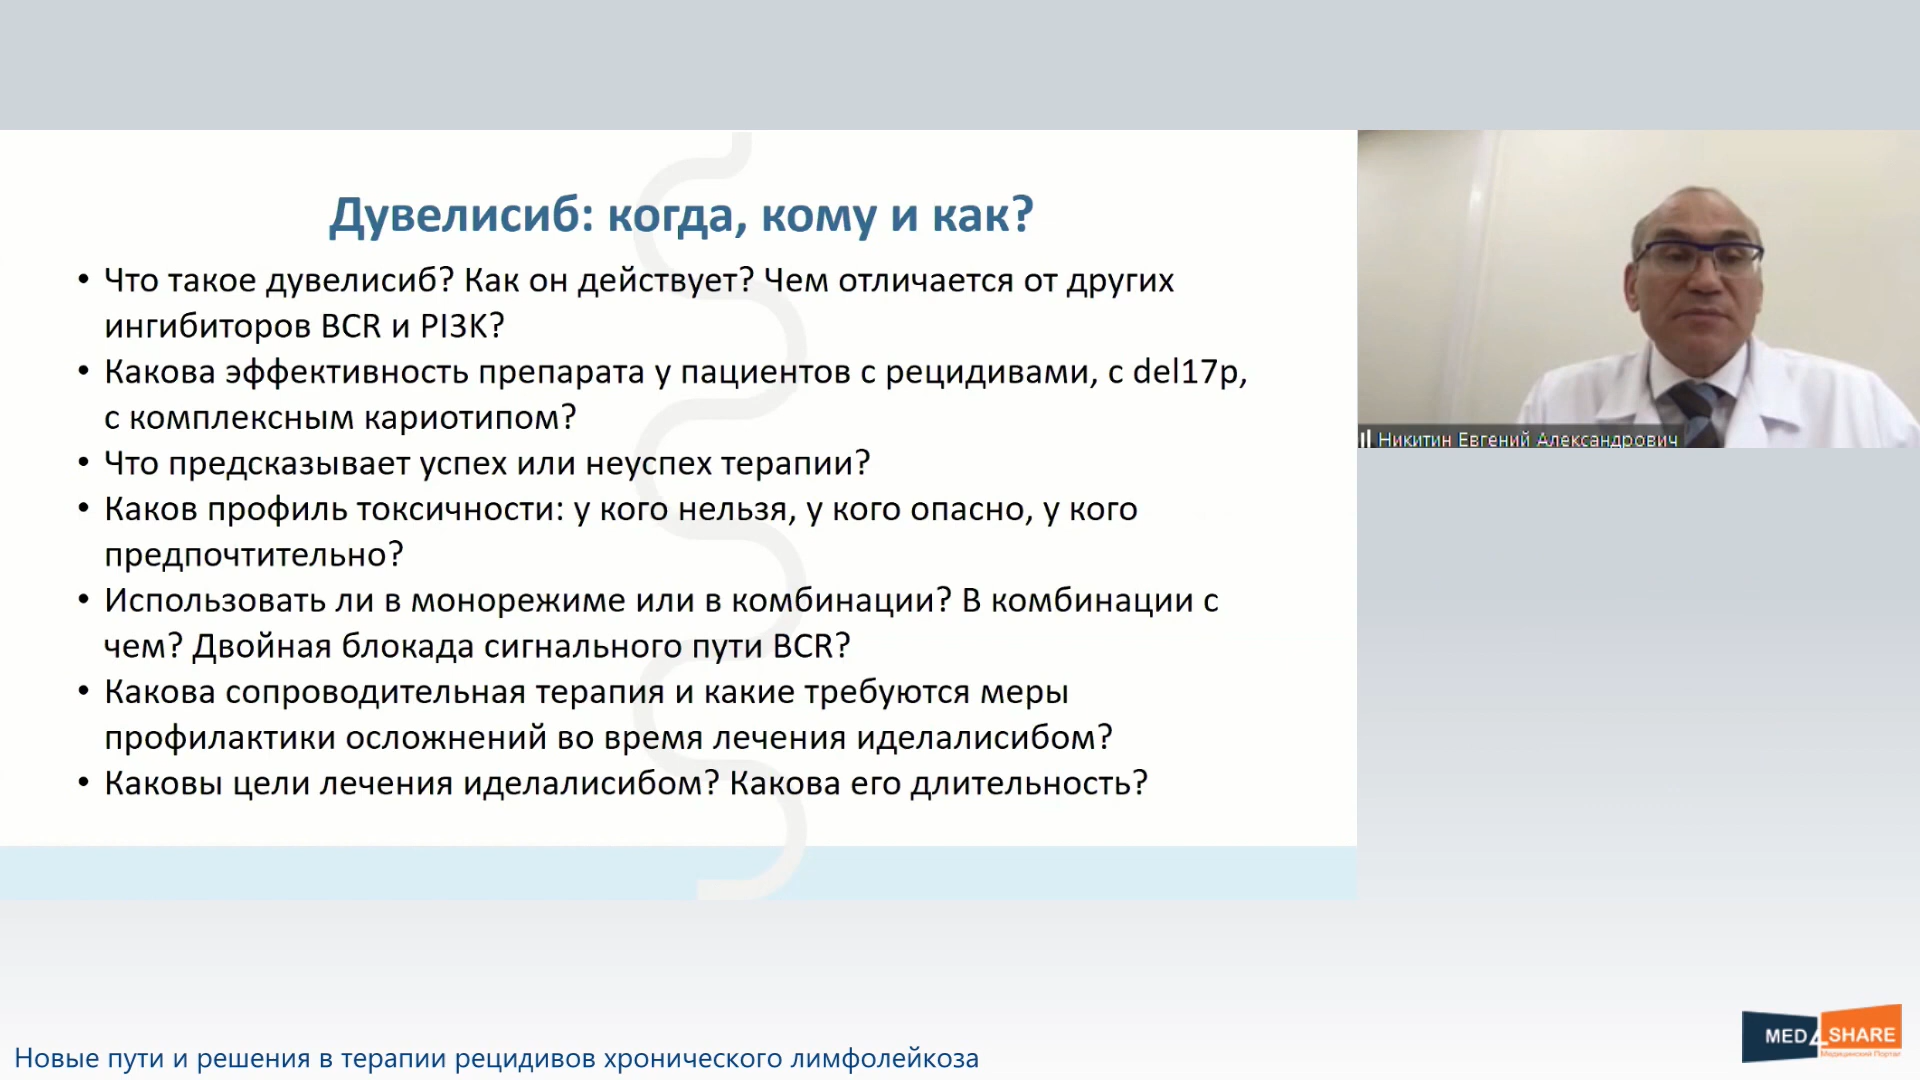 Дувелисиб: когда, кому и как?
• Что такое дувелисиб? Как он действует? Чем отличается от других
ингибиторов BCR и PI3K?
• Какова эффективность препарата у пациентов с рецидивами, с del17p,
с комплексным кариотипом?
• Что предсказывает успех или неуспех терапии?
• Каков профиль токсичности: у кого нельзя, у кого опасно, у кого
предпочтительно?
• Использовать ли в монорежиме или в комбинации? В комбинации с
чем? Двойная блокада сигнального пути BCR?
• Какова сопроводительная терапия и какие требуются меры
профилактики осложнений во время лечения иделалисибом?
• Каковы цели лечения иделалисибом? Какова его длительность?
Никитин Евгений Александрович
MED4SHARE
Медицинский Портал
Новые пути и решения в терапии рецидивов хронического лимфолейкоза